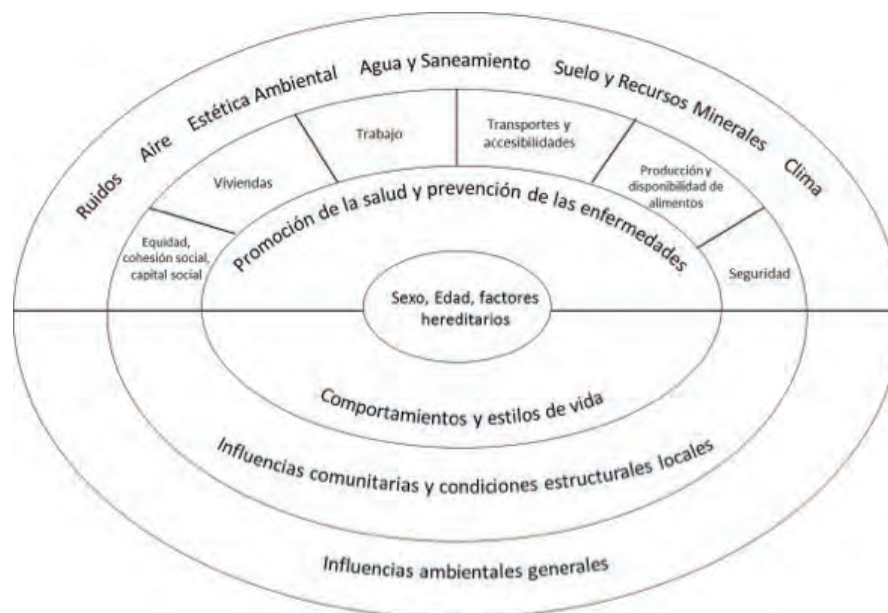 Ruidos Aire Estética Ambiental Agua y Saneamiento Suelo y Recursos Minerales Clima
Equidad,
cohesión social,
capital social
Viviendas
Trabajo
Transportes y
accesibilidades
Producción y
disponibilidad de
alimentos
Seguridad
Promoción de la salud y prevención de las enfermedades
Sexo, Edad, factores
hereditarios
Comportamientos y estilos de vida
Influencias comunitarias y condiciones estructurales locales
Influencias ambientales generales